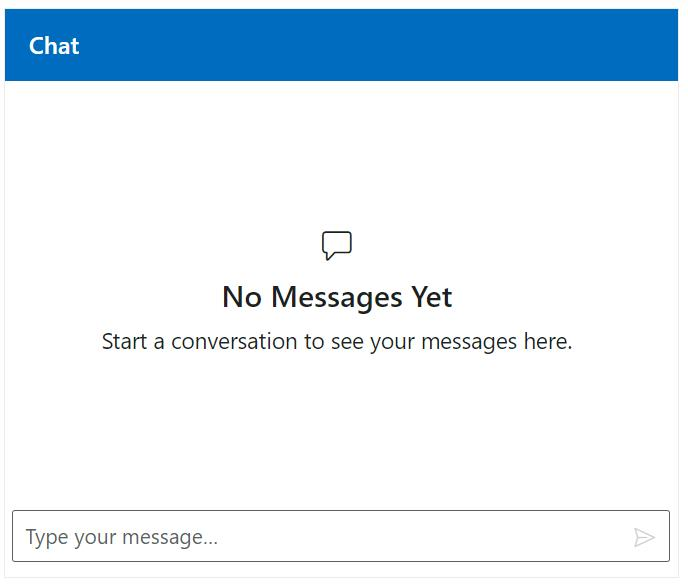 Chat
No Messages Yet
Start a conversation to see your messages here.
Type your message...